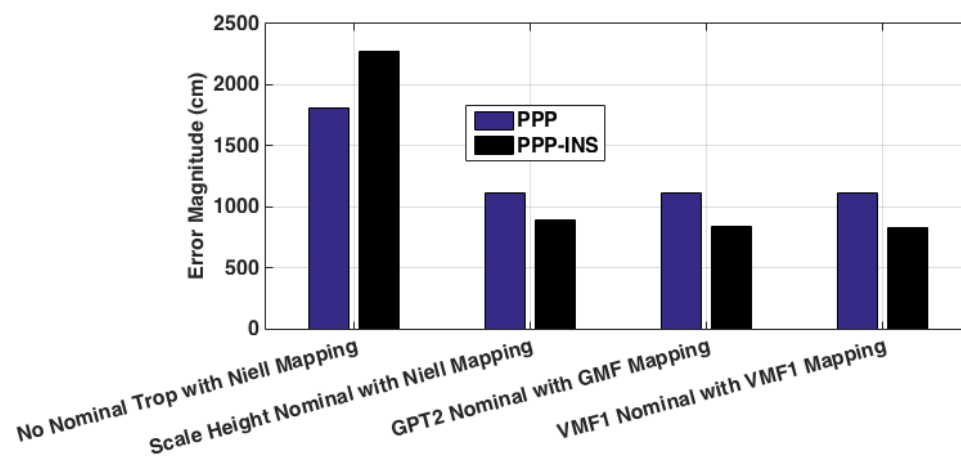 2500
2000
1500
1000
500
0
Error Magnitude (cm)
PPP
PPP-INS
No Nominal Trop with Niell Mapping
Scale Height Nominal with Niell Mapping
GPT2 Nominal with GMF Mapping
VMF1 Nominal with VMF1 Mapping